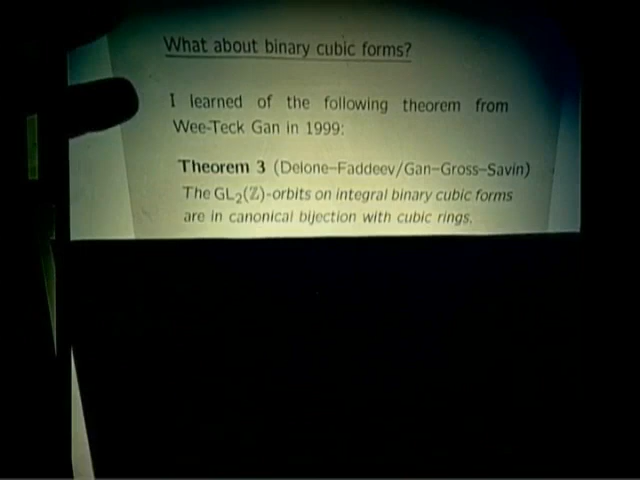 What about binary cubic forms?
I learned of the following theorem from
Wee-Teck Gan in 1999:
Theorem 3 (Delone–Faddeev/Gan–Gross–Savin)
The GL₂(ℤ)-orbits on integral binary cubic forms
are in canonical bijection with cubic rings.